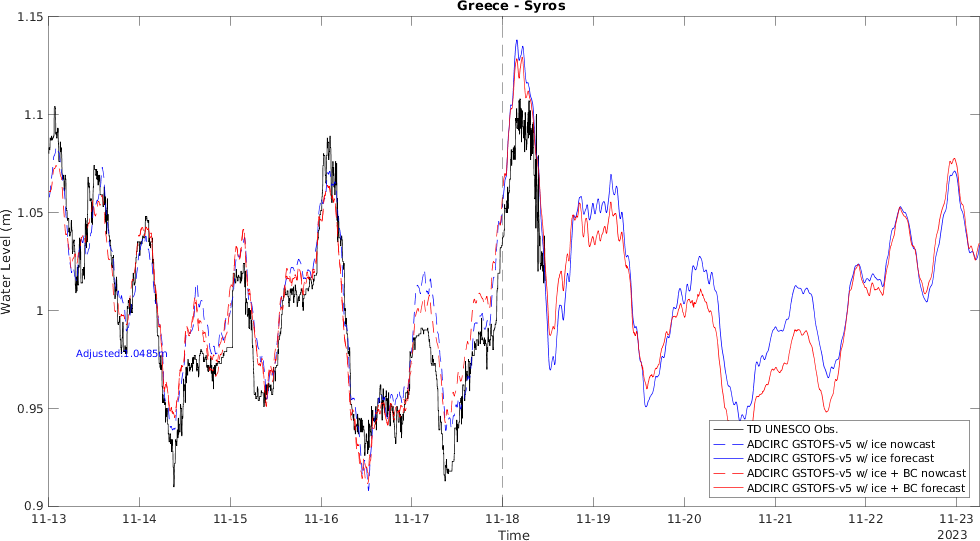 Greece - Syros
1.15
1.1
1.05
1
0.95
0.9
Water Level (m)
Adjusted:1.0485m
TD UNESCO Obs.
ADCIRC GSTOFS-v5 w/ ice nowcast
ADCIRC GSTOFS-v5 w/ ice forecast
ADCIRC GSTOFS-v5 w/ ice + BC nowcast
ADCIRC GSTOFS-v5 w/ ice + BC forecast
11-13 11-14 11-15 11-16 11-17 11-18 11-19 11-20 11-21 11-22 11-23
Time
2023